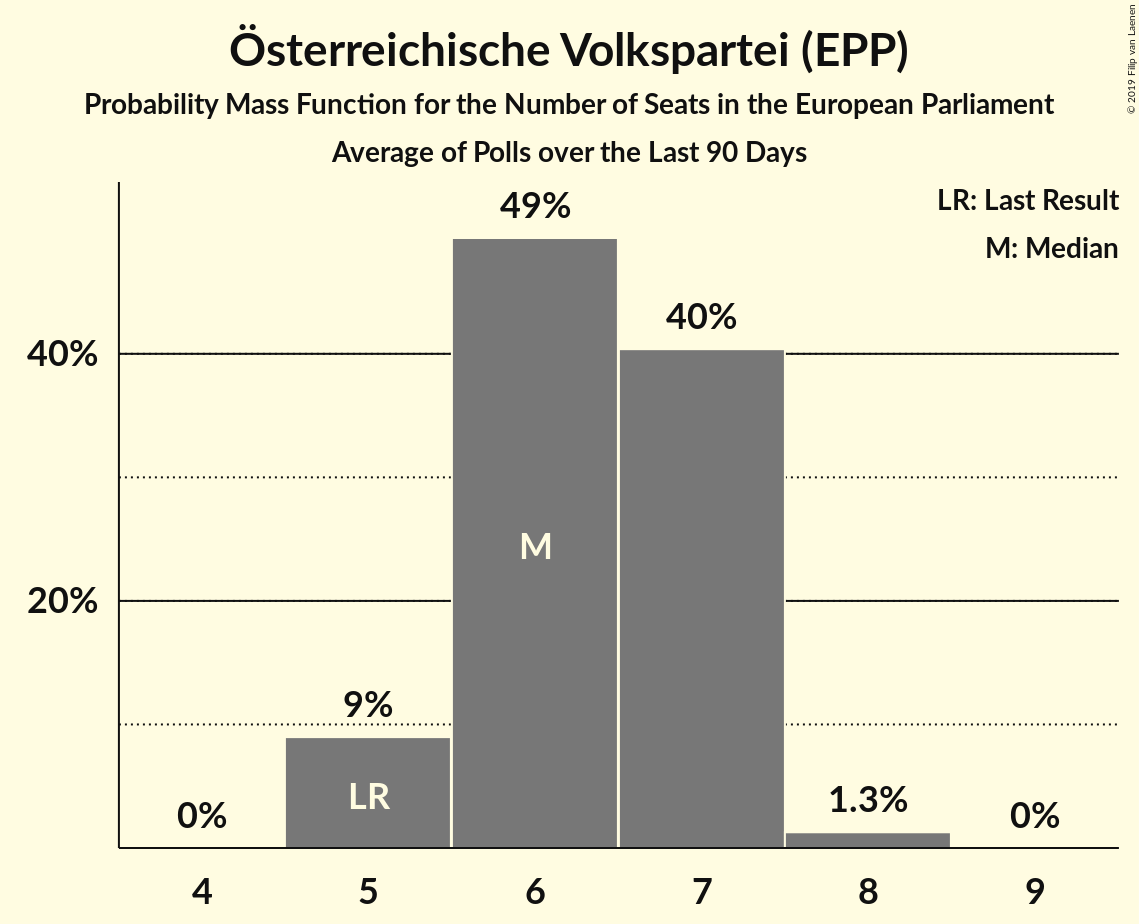 Österreichische Volkspartei (EPP)
Probability Mass Function for the Number of Seats in the European Parliament
Average of Polls over the Last 90 Days
© 2019 Filip van Laenen
LR: Last Result
M: Median
49%
40%
40%
M
20%
9%
LR
0%
1.3%
0%
4 5 6 7 8 9